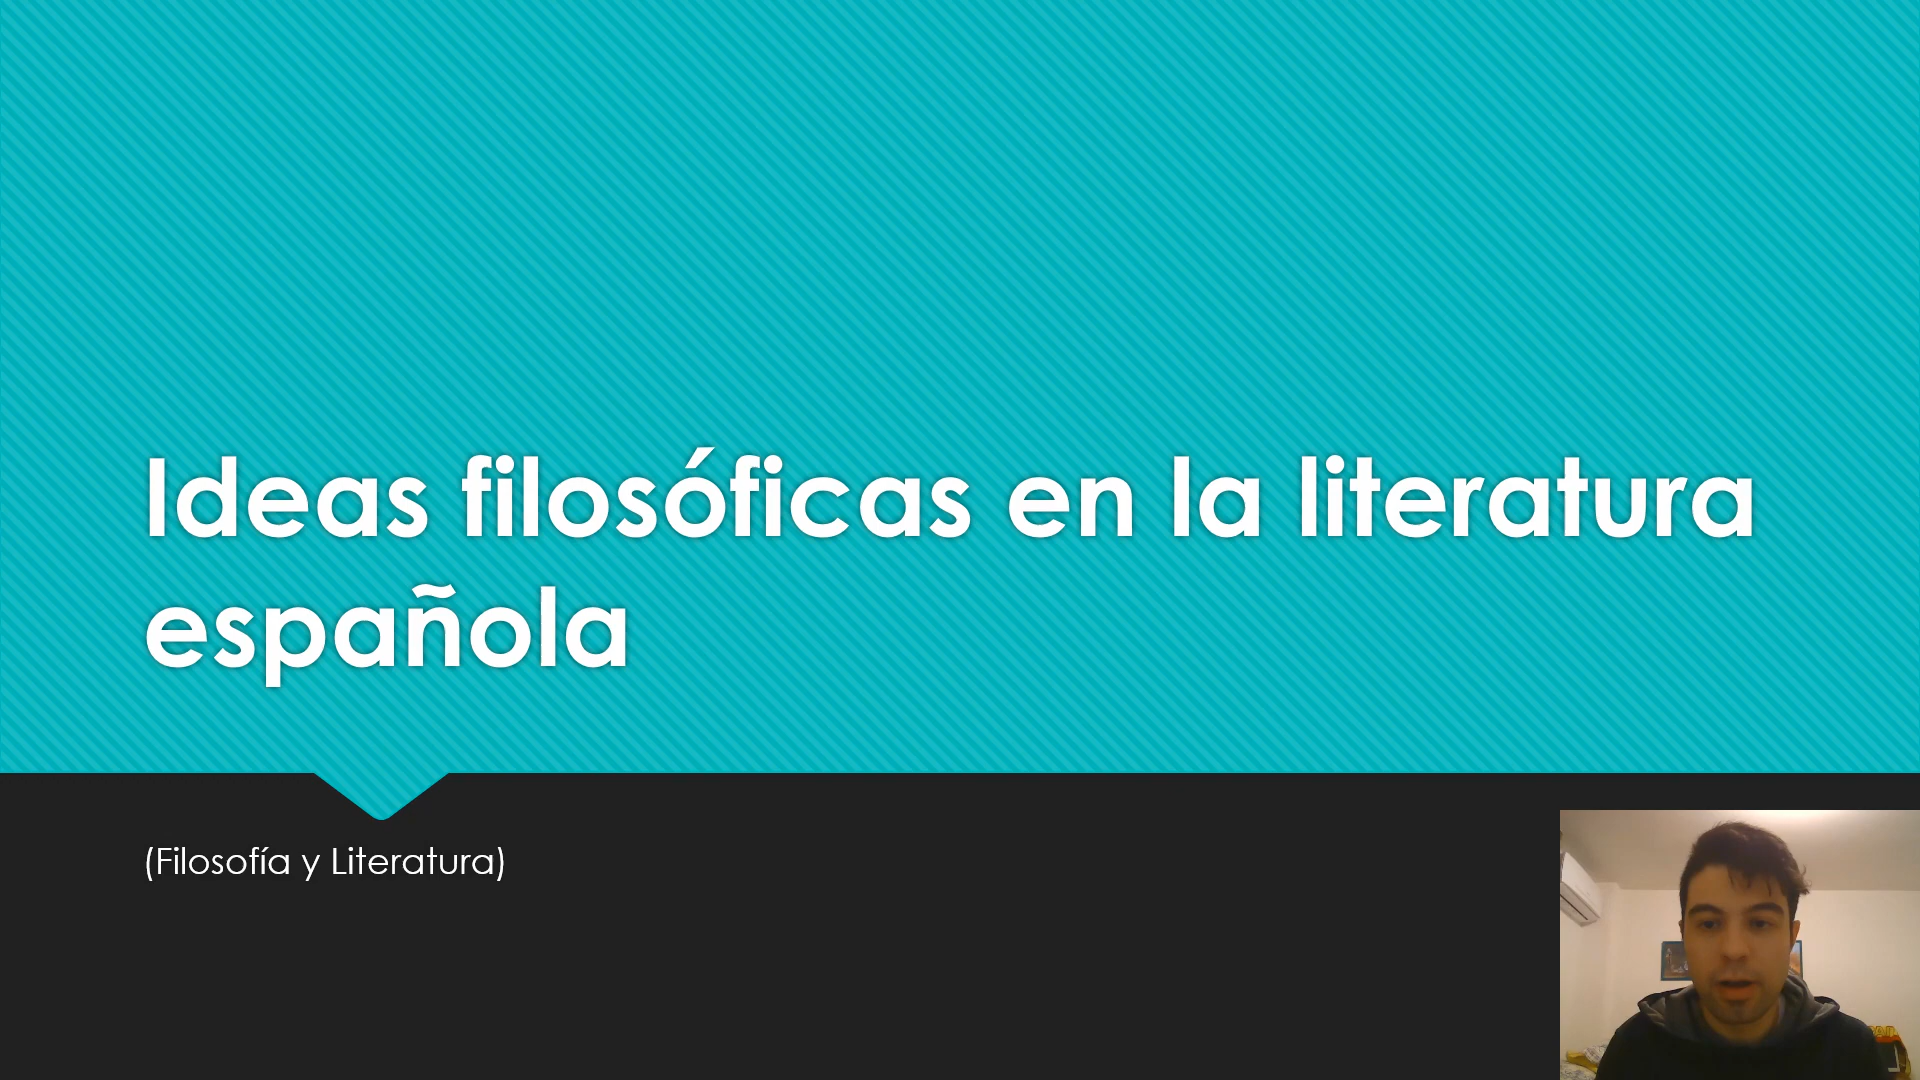 Ideas filosóficas en la literatura
española
(Filosofía y Literatura)